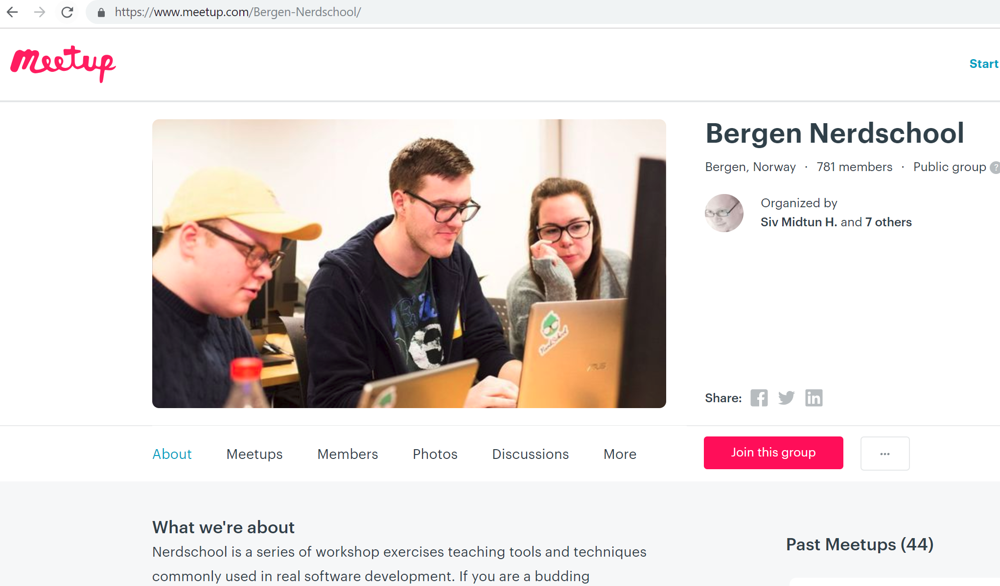 https://www.meetup.com/Bergen-Nerdschool/
meetup
Start
Bergen Nerdschool
Bergen, Norway · 781 members · Public group ?
Organized by
Siv Midtun H. and 7 others
NerdSchool
ASUS
Share:
About Meetups Members Photos Discussions More
Join this group
...
What we're about
Nerdschool is a series of workshop exercises teaching tools and techniques
commonly used in real software development. If you are a budding
Past Meetups (44)